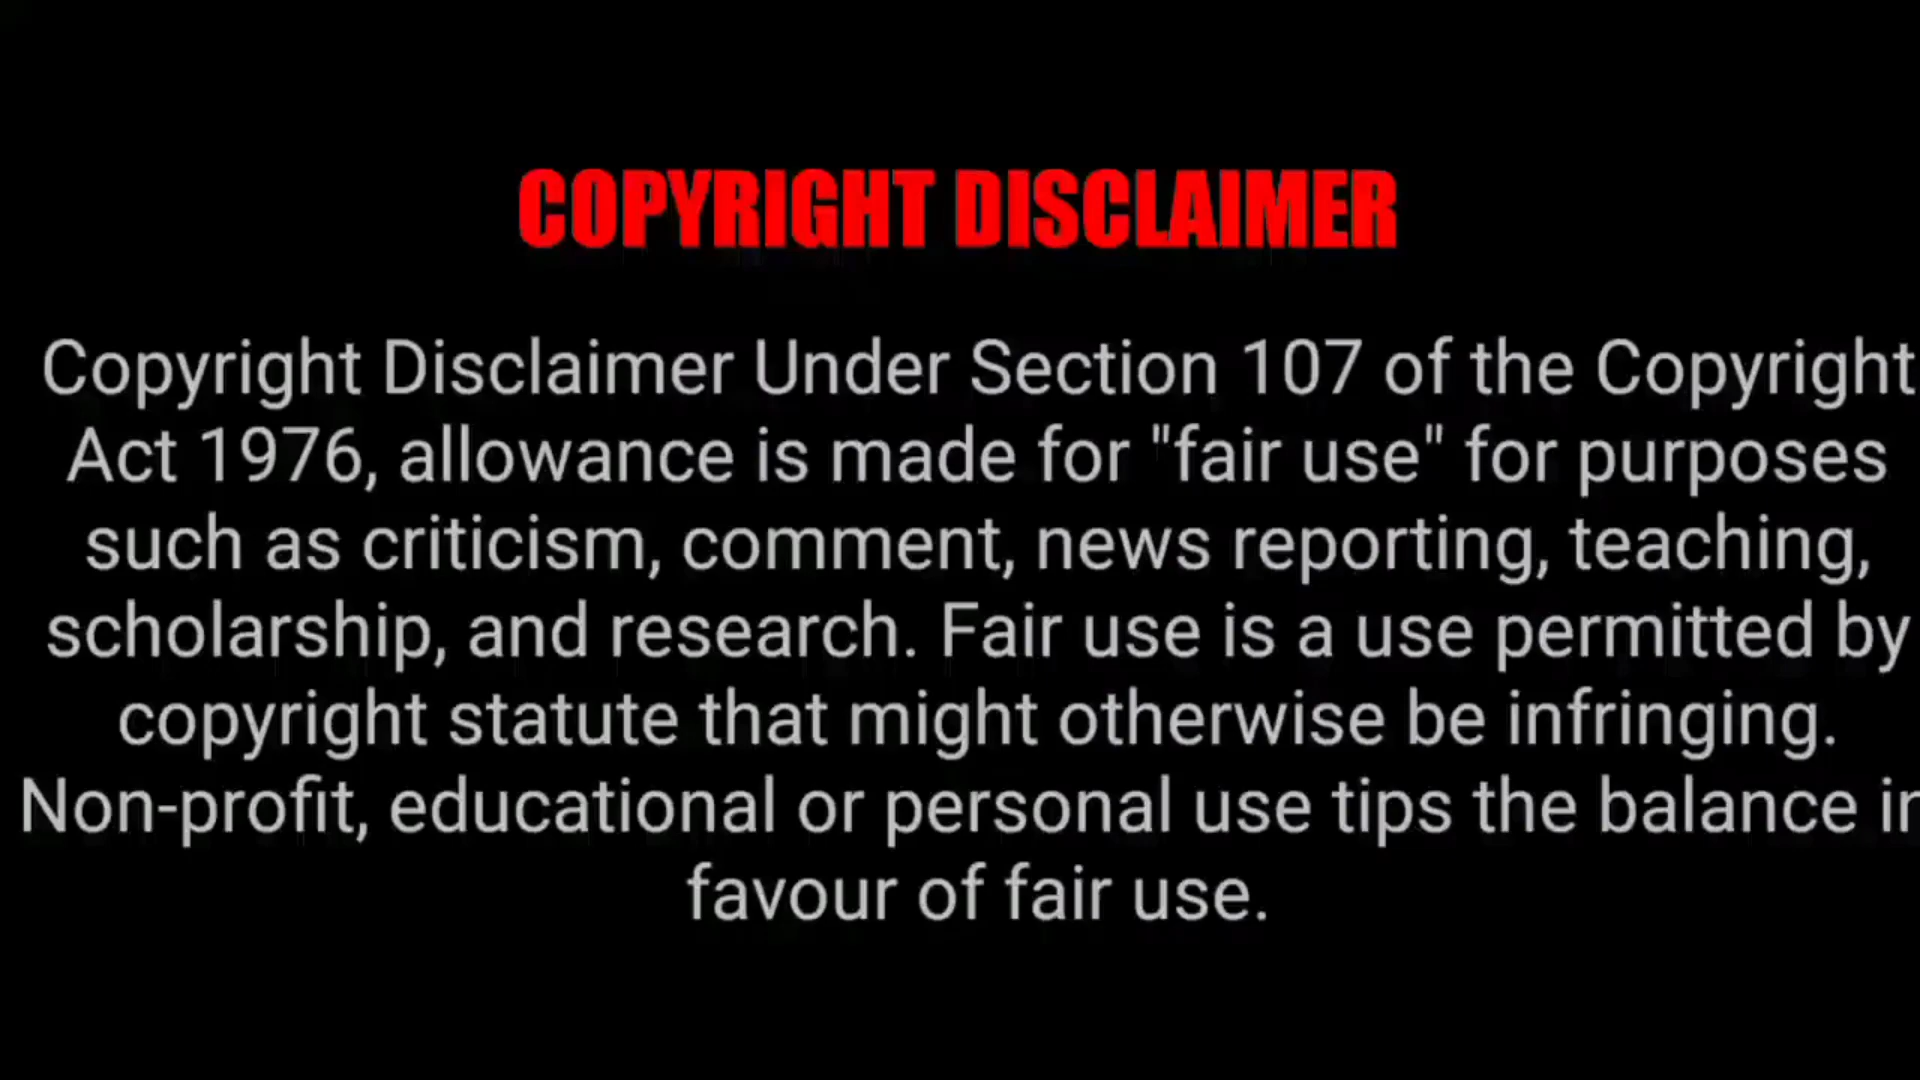 COPYRIGHT DISCLAIMER
Copyright Disclaimer Under Section 107 of the Copyright
Act 1976, allowance is made for "fair use" for purposes
such as criticism, comment, news reporting, teaching,
scholarship, and research. Fair use is a use permitted by
copyright statute that might otherwise be infringing.
Non-profit, educational or personal use tips the balance in
favour of fair use.